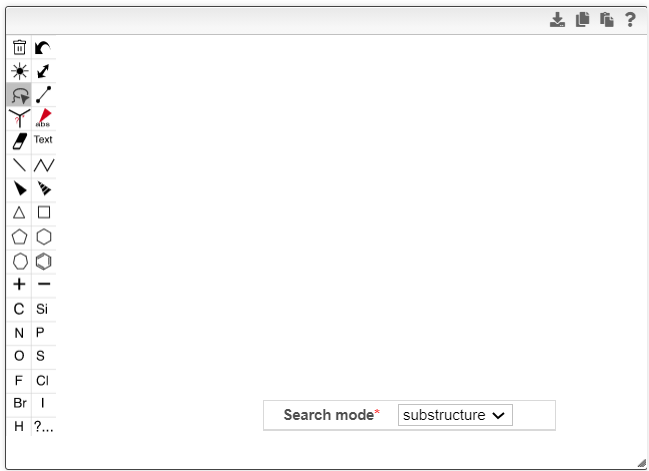 ?
?
abs
Text
+ −
C Si
N P
O S
F Cl
Br I
H ?...
Search mode* substructure